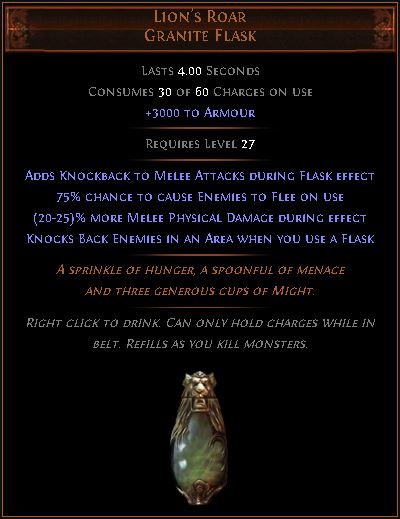 Lion's Roar
Granite Flask
Lasts 4.00 Seconds
Consumes 30 of 60 Charges on use
+3000 to Armour
Requires Level 27
Adds Knockback to Melee Attacks during Flask effect
75% chance to cause Enemies to Flee on use
(20-25)% more Melee Physical Damage during effect
Knocks Back Enemies in an Area when you use a Flask
A sprinkle of hunger, a spoonful of menace
and three generous cups of Might.
Right click to drink. Can only hold charges while in
belt. Refills as you kill monsters.